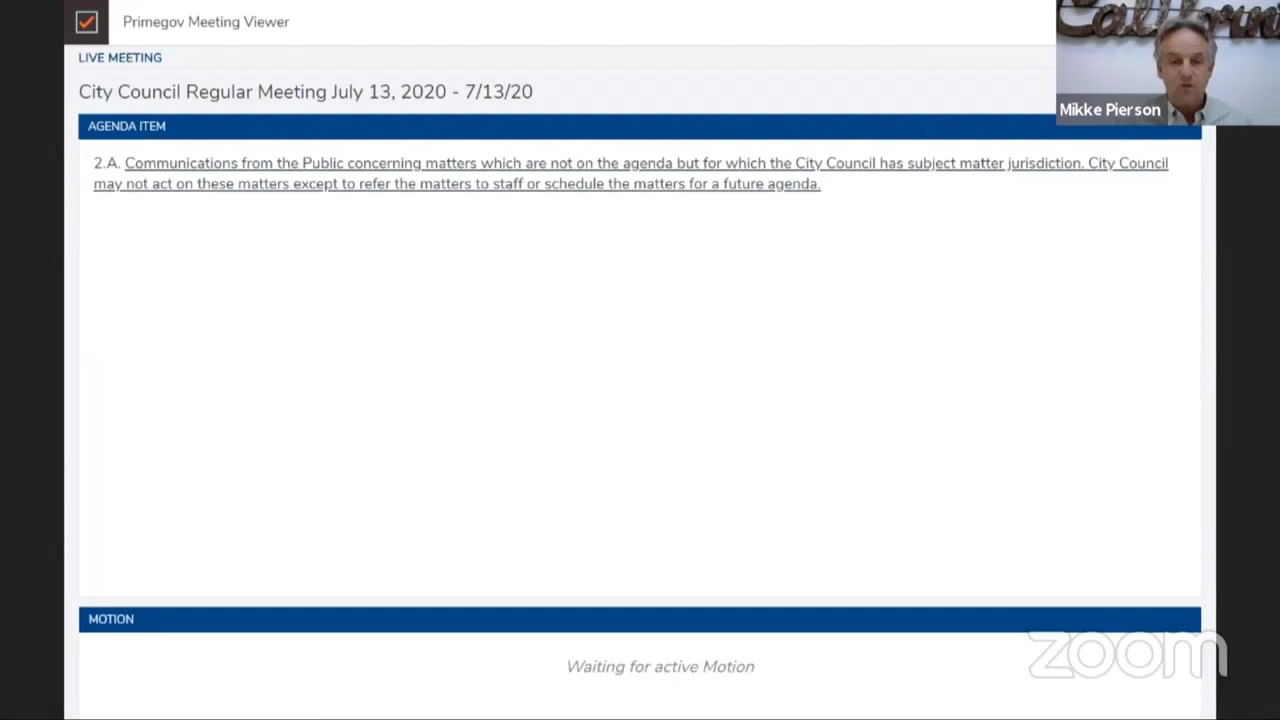 Primegov Meeting Viewer
LIVE MEETING
City Council Regular Meeting July 13, 2020 - 7/13/20
Mikke Pierson
AGENDA ITEM
2.A. Communications from the Public concerning matters which are not on the agenda but for which the City Council has subject matter jurisdiction. City Council
may not act on these matters except to refer the matters to staff or schedule the matters for a future agenda.
MOTION
Waiting for active Motion
zoom